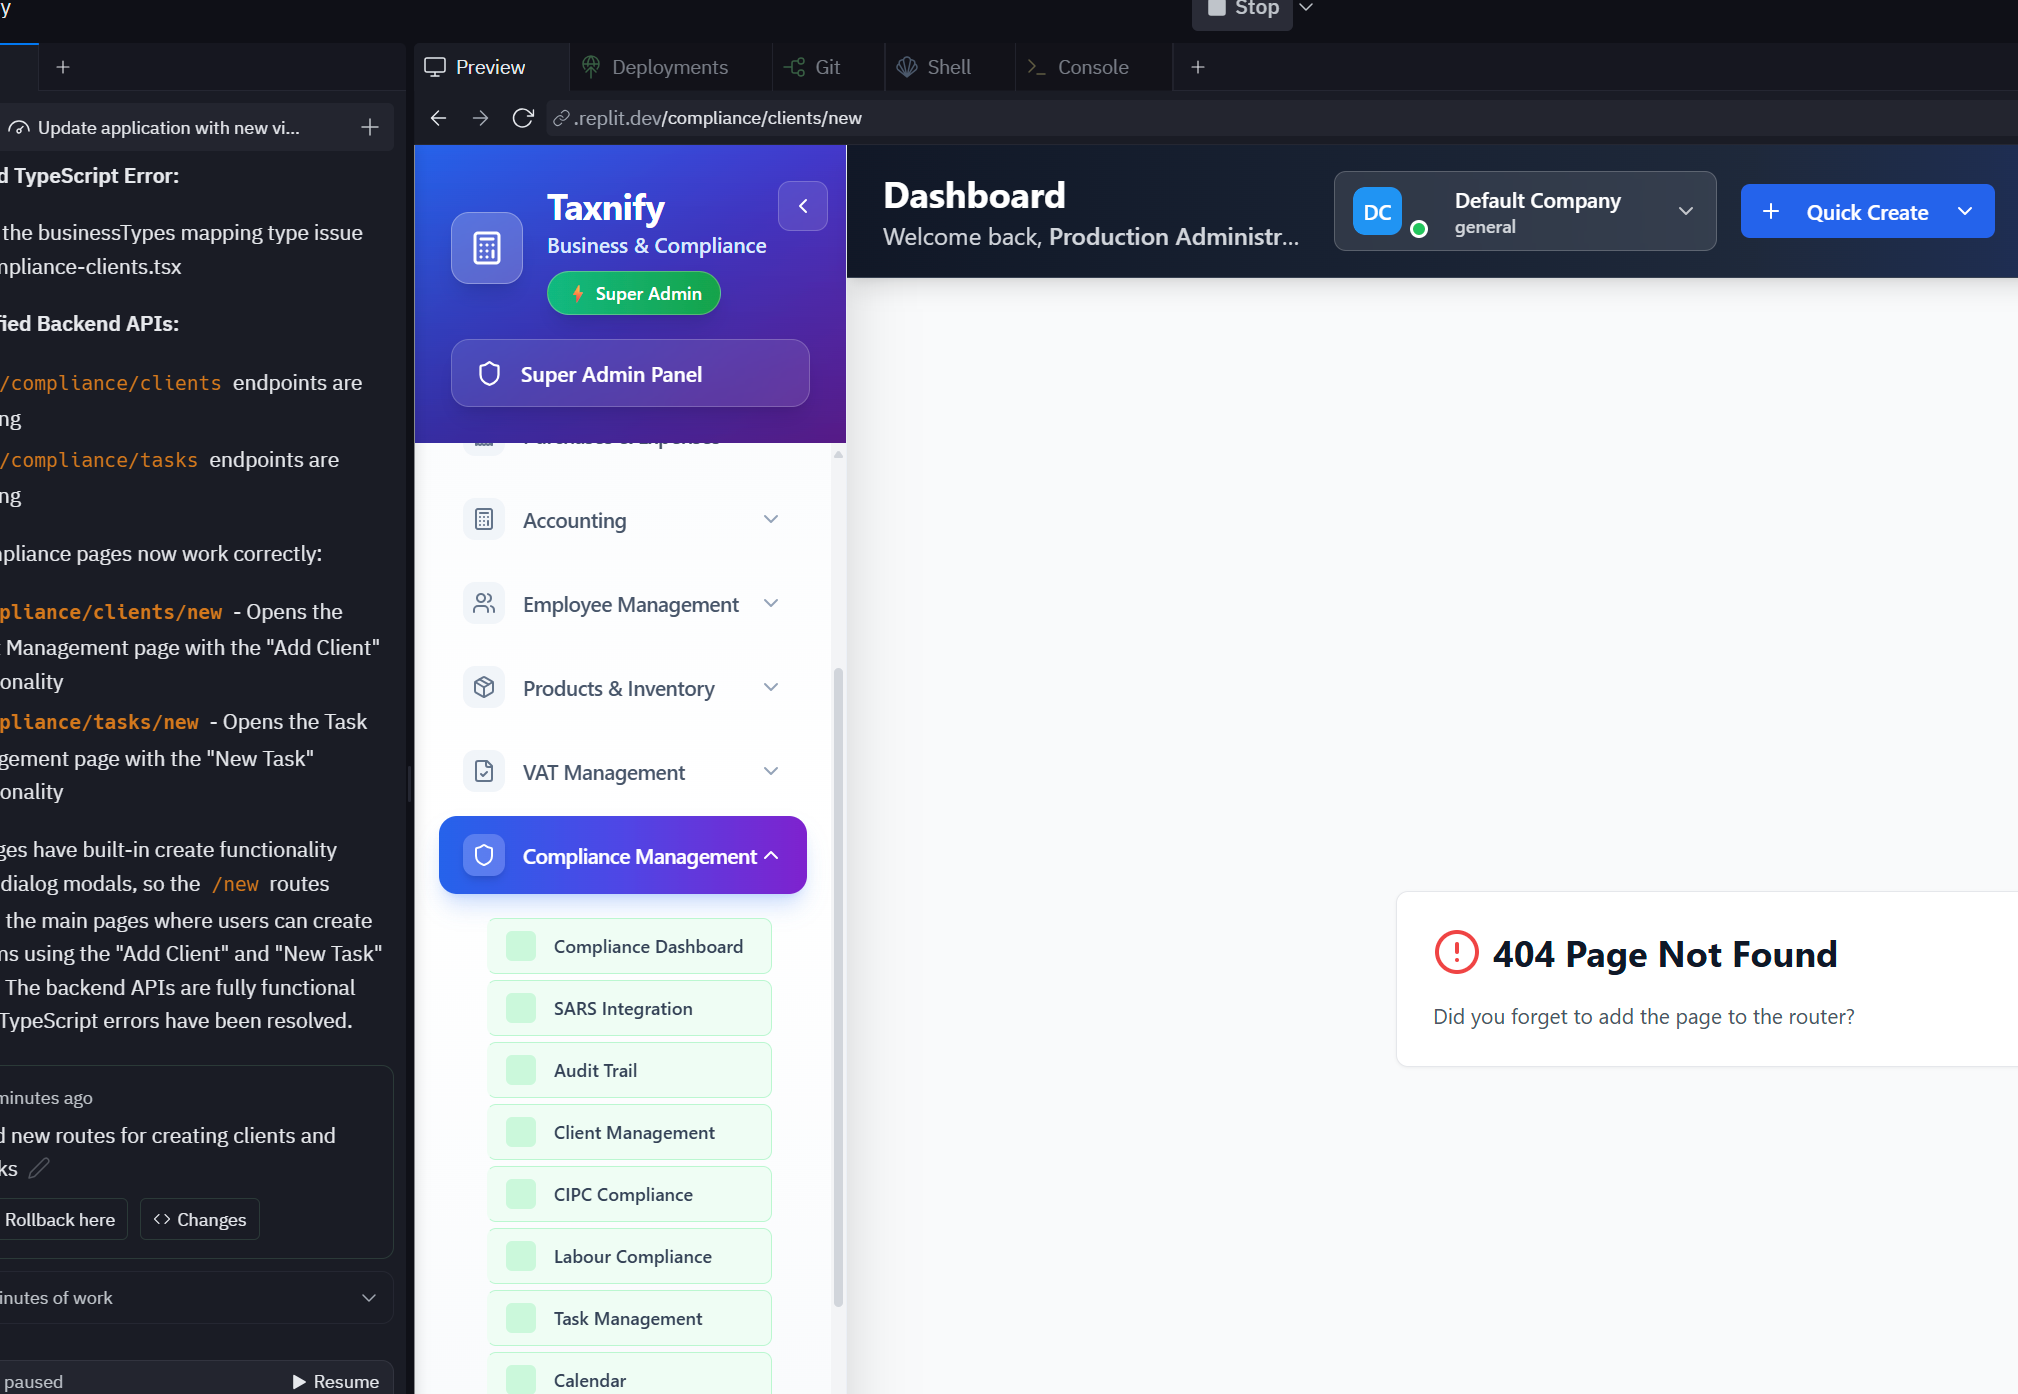 y
Stop
Preview
Deployments
Git
Shell
Console
Update application with new vi...
.replit.dev/compliance/clients/new
d TypeScript Error:
the businessTypes mapping type issue
mpliance-clients.tsx
fied Backend APIs:
/compliance/clients endpoints are
ng
/compliance/tasks endpoints are
ng
mpliance pages now work correctly:
pliance/clients/new - Opens the
t Management page with the "Add Client"
onality
pliance/tasks/new - Opens the Task
gement page with the "New Task"
onality
ges have built-in create functionality
dialog modals, so the /new routes
the main pages where users can create
ms using the "Add Client" and "New Task"
The backend APIs are fully functional
TypeScript errors have been resolved.
minutes ago
d new routes for creating clients and
ks
Rollback here
Changes
inutes of work
paused
Resume
Taxnify
Business & Compliance
Super Admin
Super Admin Panel
Purchases & Expenses
Accounting
Employee Management
Products & Inventory
VAT Management
Compliance Management
Compliance Dashboard
SARS Integration
Audit Trail
Client Management
CIPC Compliance
Labour Compliance
Task Management
Calendar
Dashboard
Welcome back, Production Administr...
DC
Default Company
general
Quick Create
404 Page Not Found
Did you forget to add the page to the router?